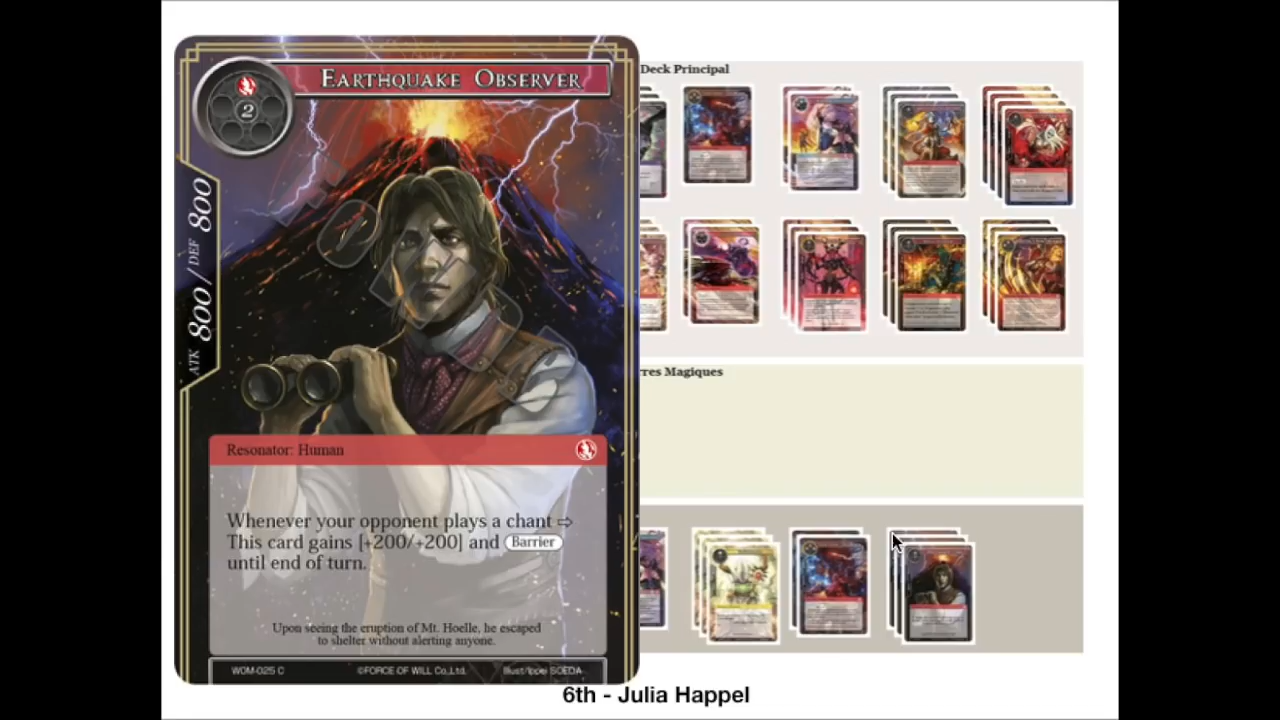 EARTHQUAKE OBSERVER
2
ATK 800 / DEF 800
Resonator: Human
Whenever your opponent plays a chant ⇨
This card gains [+200/+200] and Barrier
until end of turn.
Upon seeing the eruption of Mt. Hoelle, he escaped
to shelter without alerting anyone.
WOM-025 C ©FORCE OF WILL Co.,Ltd. Illust/Ippei SOEDA
Deck Principal
rres Magiques
6th - Julia Happel